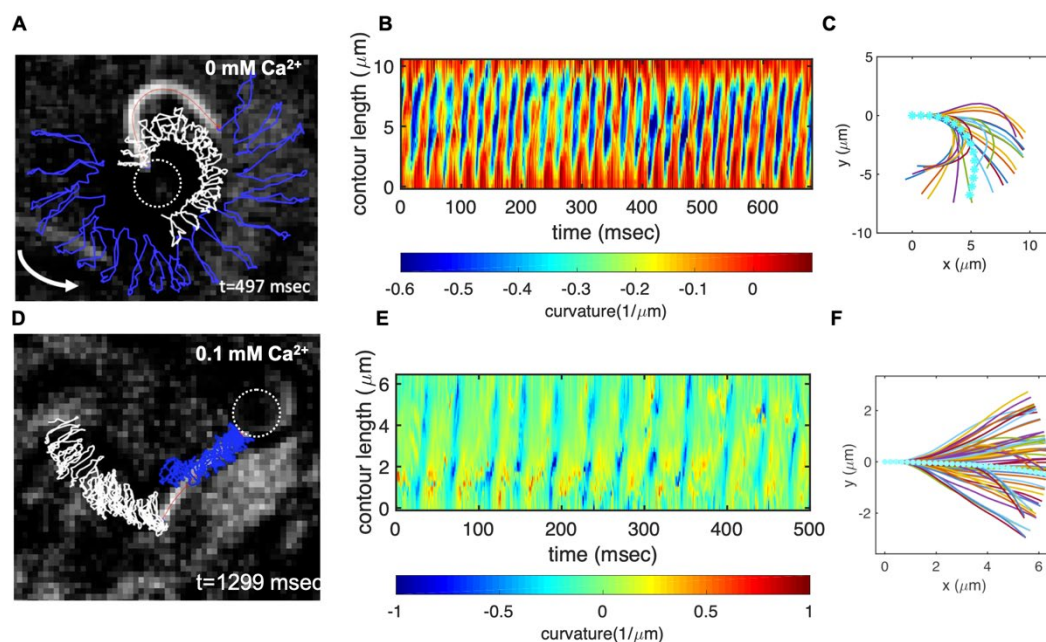 A
0 mM Ca²⁺
t=497 msec
B
contour length (μm)
10
5
0
0 100 200 300 400 500 600
time (msec)
-0.6 -0.5 -0.4 -0.3 -0.2 -0.1 0
curvature(1/μm)
C
y (μm)
5
0
-5
-10
0 5 10
x (μm)
D
0.1 mM Ca²⁺
t=1299 msec
E
contour length (μm)
6
4
2
0
0 100 200 300 400 500
time (msec)
-1 -0.5 0 0.5 1
curvature(1/μm)
F
y (μm)
2
0
-2
0 2 4 6
x (μm)